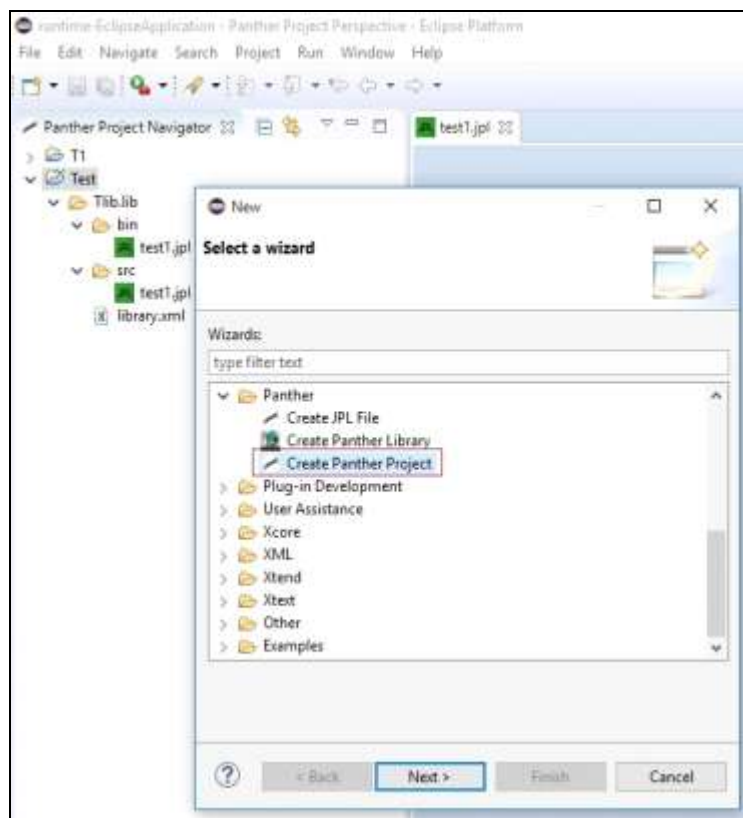 runtime-EclipseApplication - Panther Project Perspective - Eclipse Platform
File Edit Navigate Search Project Run Window Help
Panther Project Navigator
test1.jpl
T1
Test
Tlib.lib
bin
test1.jpl
src
test1.jpl
library.xml
New
Select a wizard
Wizards:
type filter text
Panther
Create JPL File
Create Panther Library
Create Panther Project
Plug-in Development
User Assistance
Xcore
XML
Xtend
Xtext
Other
Examples
?
< Back
Next >
Finish
Cancel